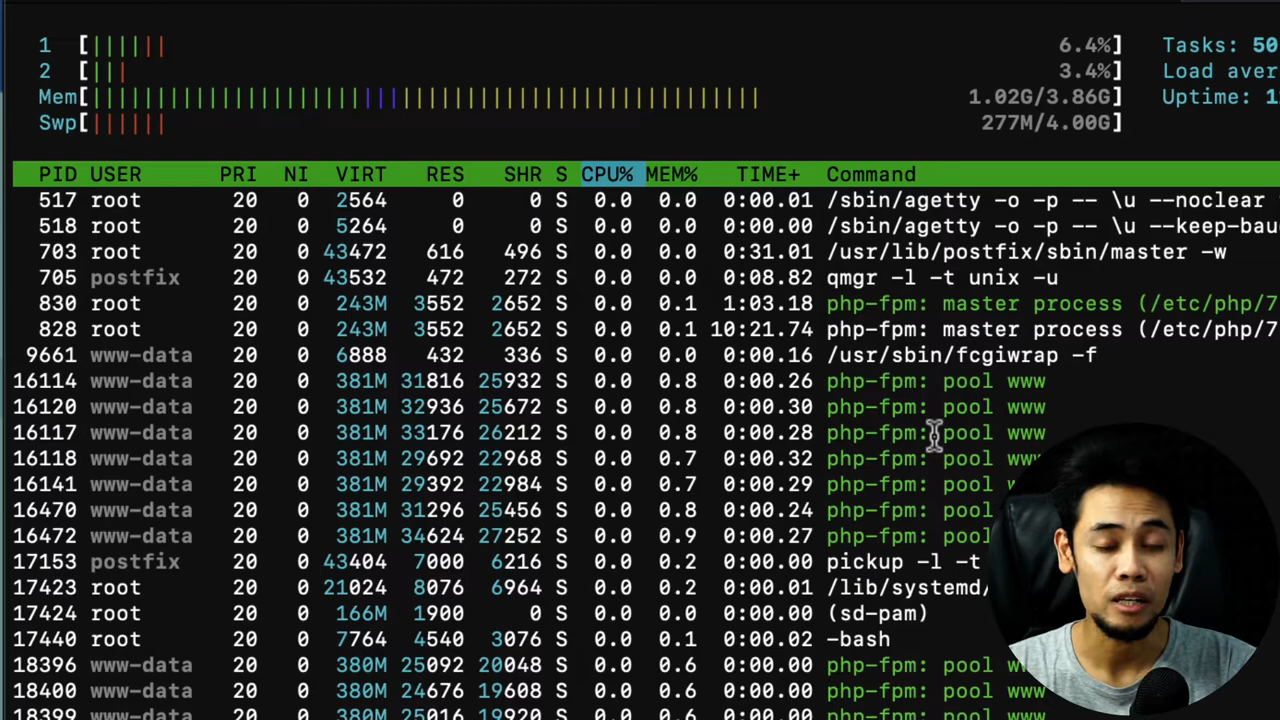 1 [|||||| 6.4%] Tasks: 50
2 [||| 3.4%] Load aver
Mem[|||||||||||||||||||||||||||||||||||||||||||||||||||| 1.02G/3.86G] Uptime: 1
Swp[|||||| 277M/4.00G]
PID USER PRI NI VIRT RES SHR S CPU% MEM% TIME+ Command
517 root 20 0 2564 0 0 S 0.0 0.0 0:00.01 /sbin/agetty -o -p -- \u --noclear
518 root 20 0 5264 0 0 S 0.0 0.0 0:00.00 /sbin/agetty -o -p -- \u --keep-bau
703 root 20 0 43472 616 496 S 0.0 0.0 0:31.01 /usr/lib/postfix/sbin/master -w
705 postfix 20 0 43532 472 272 S 0.0 0.0 0:08.82 qmgr -l -t unix -u
830 root 20 0 243M 3552 2652 S 0.0 0.1 1:03.18 php-fpm: master process (/etc/php/7
828 root 20 0 243M 3552 2652 S 0.0 0.1 10:21.74 php-fpm: master process (/etc/php/7
9661 www-data 20 0 6888 432 336 S 0.0 0.0 0:00.16 /usr/sbin/fcgiwrap -f
16114 www-data 20 0 381M 31816 25932 S 0.0 0.8 0:00.26 php-fpm: pool www
16120 www-data 20 0 381M 32936 25672 S 0.0 0.8 0:00.30 php-fpm: pool www
16117 www-data 20 0 381M 33176 26212 S 0.0 0.8 0:00.28 php-fpm: pool www
16118 www-data 20 0 381M 29692 22968 S 0.0 0.7 0:00.32 php-fpm: pool www
16141 www-data 20 0 381M 29392 22984 S 0.0 0.7 0:00.29 php-fpm: pool
16470 www-data 20 0 381M 31296 25456 S 0.0 0.8 0:00.24 php-fpm: pool
16472 www-data 20 0 381M 34624 27252 S 0.0 0.9 0:00.27 php-fpm: pool
17153 postfix 20 0 43404 7000 6216 S 0.0 0.2 0:00.00 pickup -l -t
17423 root 20 0 21024 8076 6964 S 0.0 0.2 0:00.01 /lib/systemd/
17424 root 20 0 166M 1900 0 S 0.0 0.0 0:00.00 (sd-pam)
17440 root 20 0 7764 4540 3076 S 0.0 0.1 0:00.02 -bash
18396 www-data 20 0 380M 25092 20048 S 0.0 0.6 0:00.00 php-fpm: pool
18400 www-data 20 0 380M 24676 19608 S 0.0 0.6 0:00.00 php-fpm: pool
18399 www-data 20 0 380M 25016 19920 S 0.0 0.6 0:00.00 php-fpm: pool